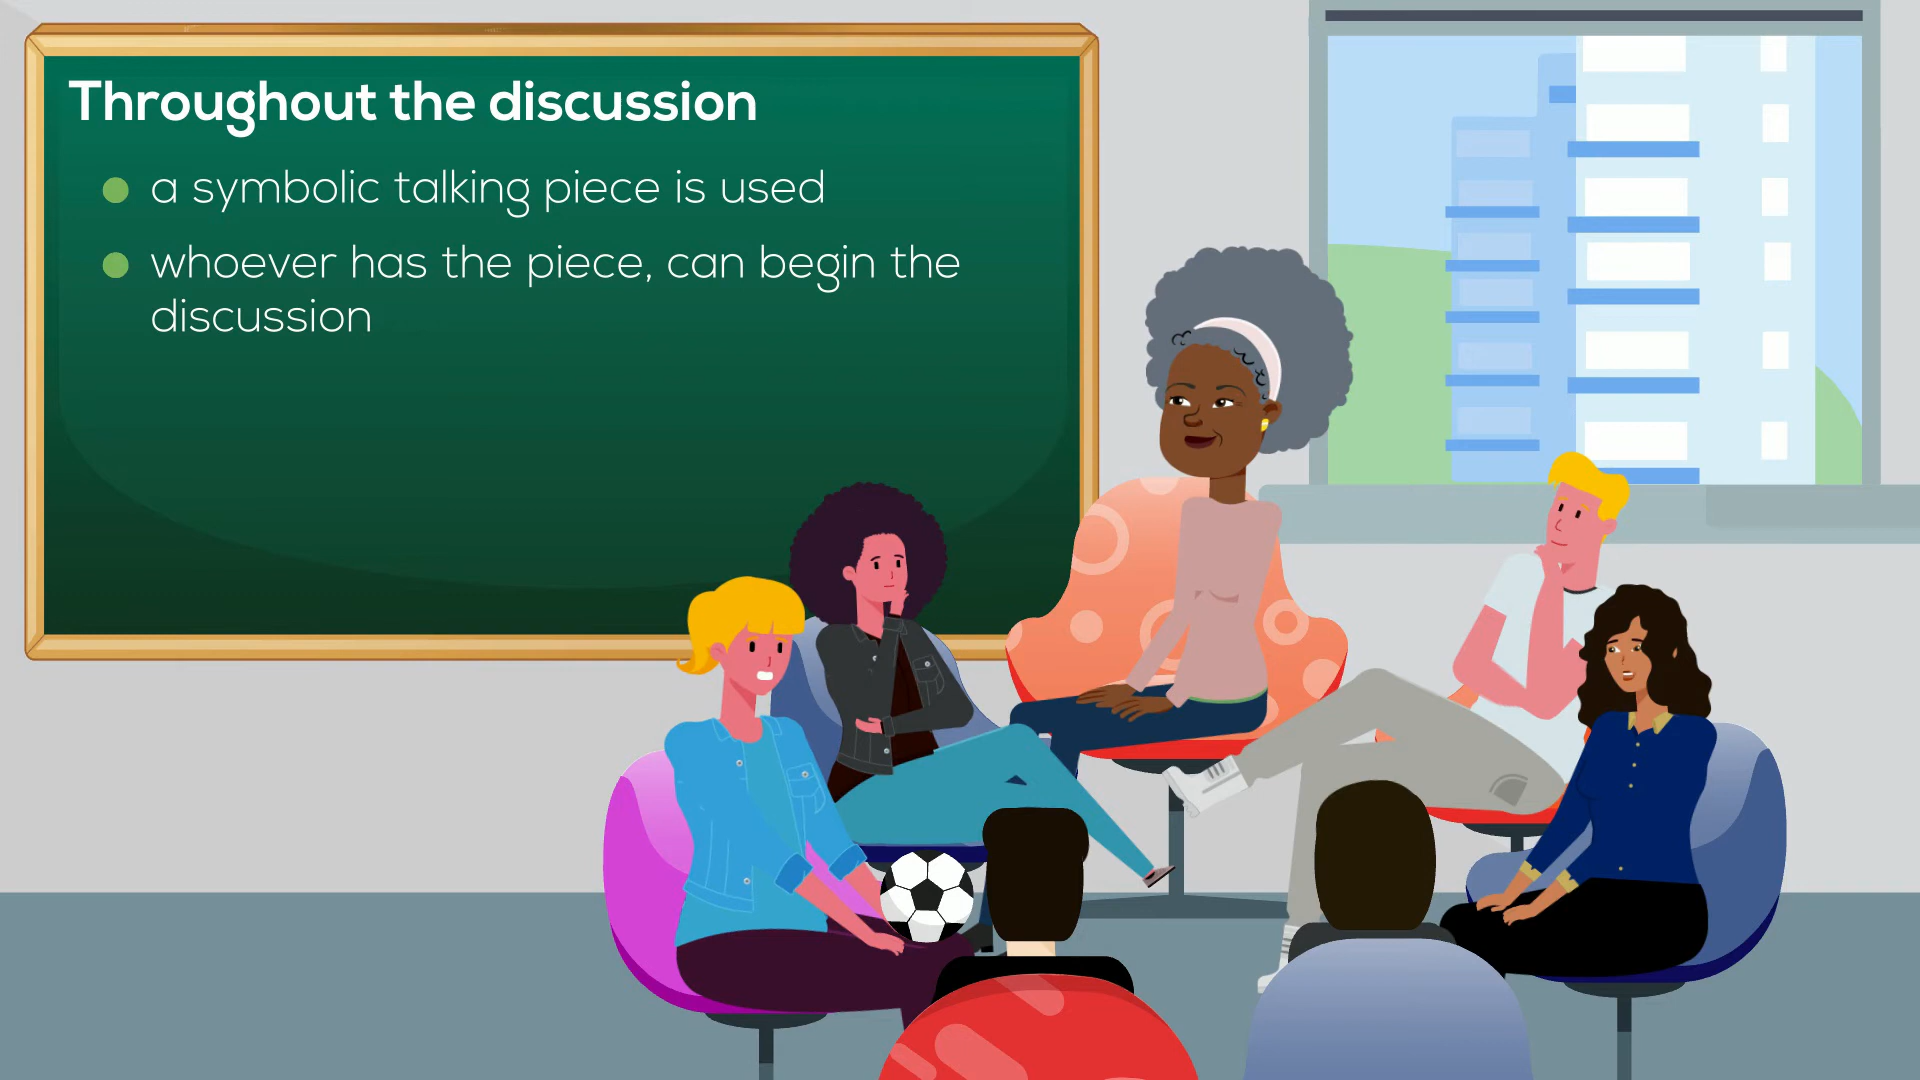 Throughout the discussion
a symbolic talking piece is used
whoever has the piece, can begin the
discussion